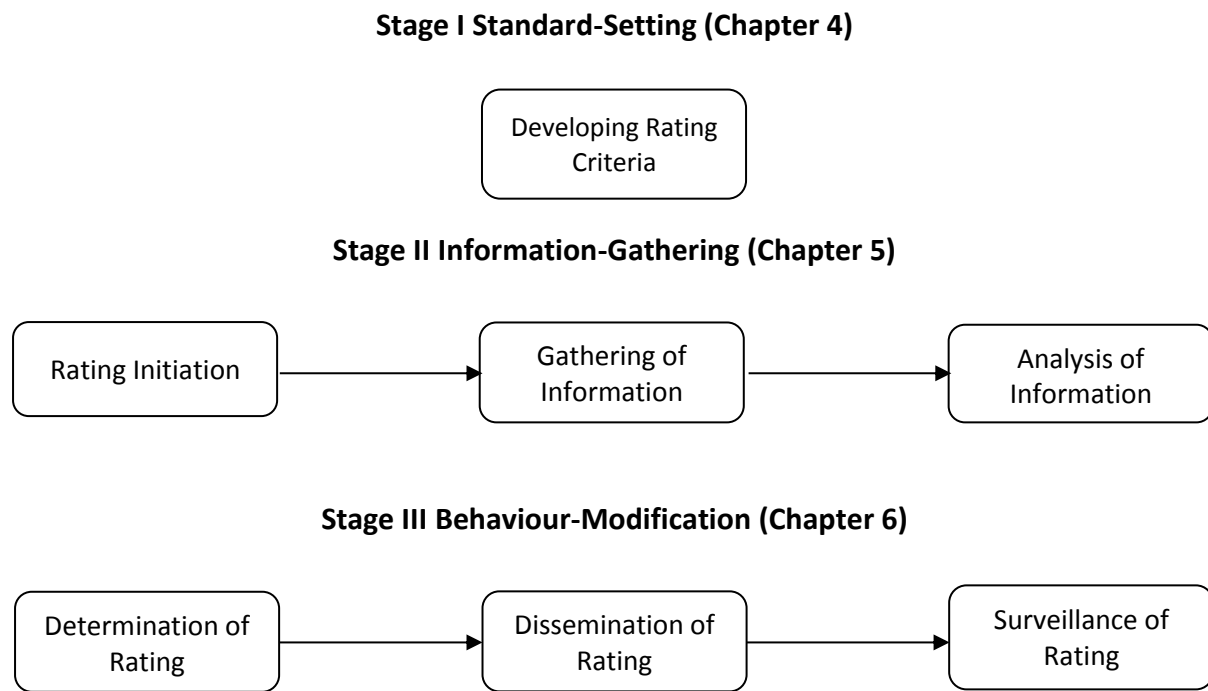 Stage I Standard-Setting (Chapter 4)
Developing Rating
Criteria
Stage II Information-Gathering (Chapter 5)
Rating Initiation
Gathering of
Information
Analysis of
Information
Stage III Behaviour-Modification (Chapter 6)
Determination of
Rating
Dissemination of
Rating
Surveillance of
Rating